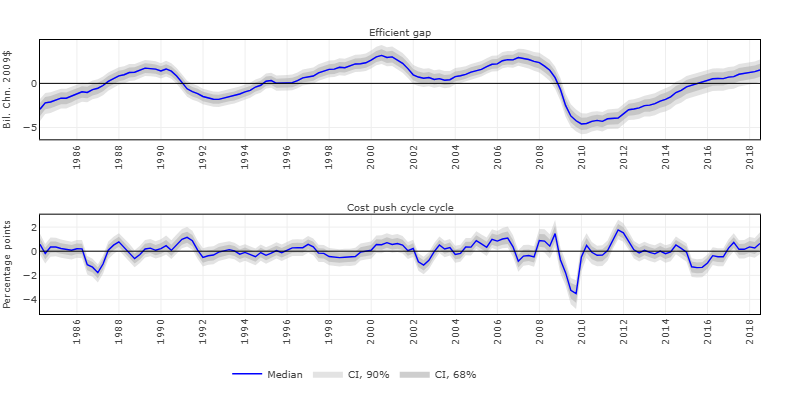 Efficient gap
Bil. Chn. 2009$
0
−5
1986 1988 1990 1992 1994 1996 1998 2000 2002 2004 2006 2008 2010 2012 2014 2016 2018
Cost push cycle cycle
Percentage points
2
0
−2
−4
1986 1988 1990 1992 1994 1996 1998 2000 2002 2004 2006 2008 2010 2012 2014 2016 2018
Median CI, 90% CI, 68%